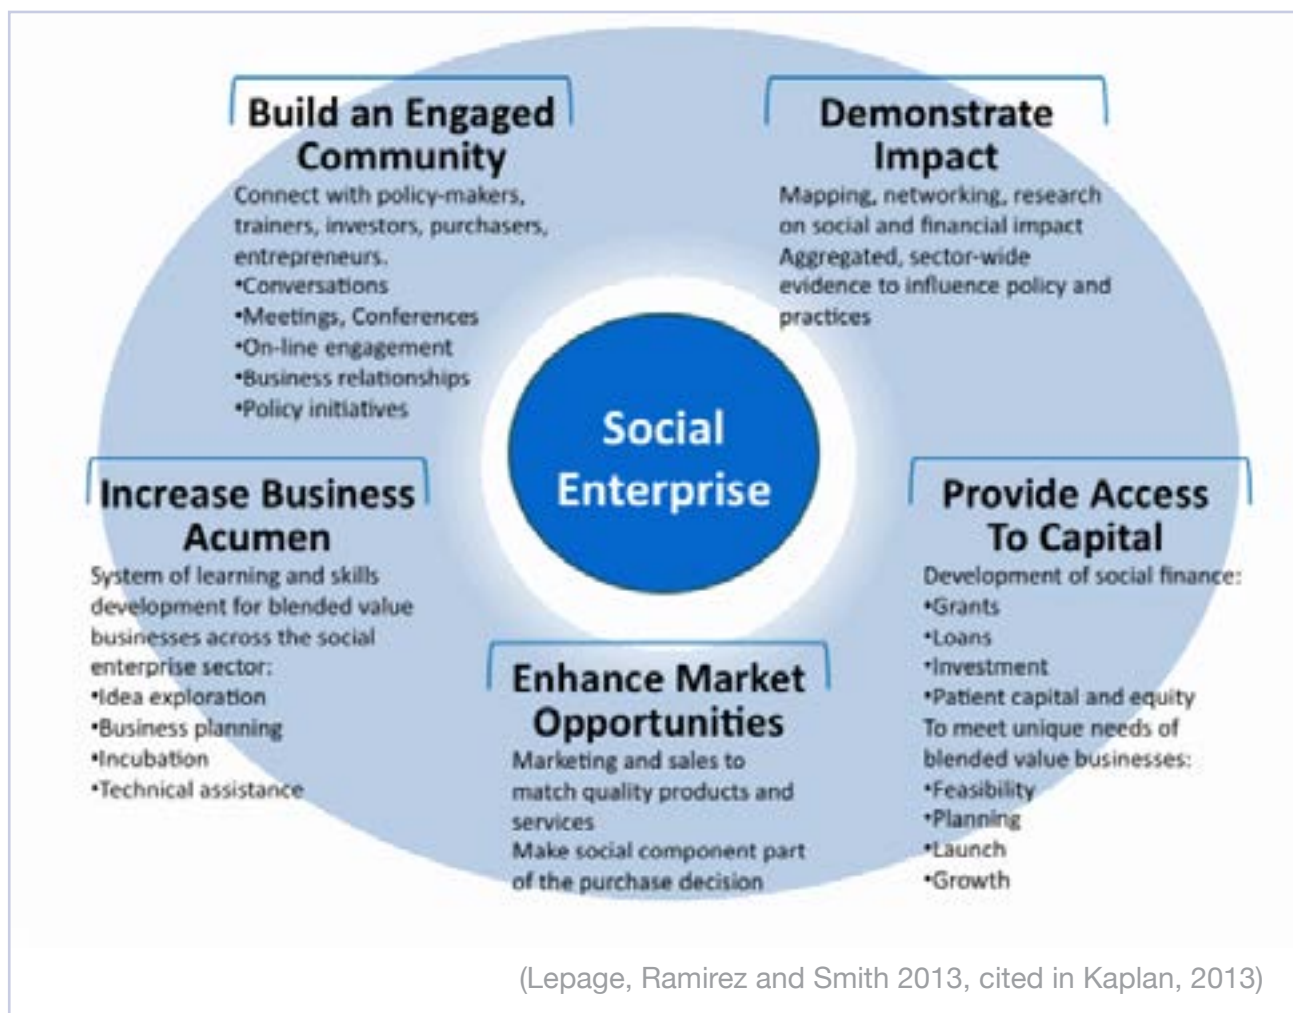 Build an Engaged
Community
Connect with policy-makers,
trainers, investors, purchasers,
entrepreneurs.
•Conversations
•Meetings, Conferences
•On-line engagement
•Business relationships
•Policy initiatives
Demonstrate
Impact
Mapping, networking, research
on social and financial impact
Aggregated, sector-wide
evidence to influence policy and
practices
Social
Enterprise
Increase Business
Acumen
System of learning and skills
development for blended value
businesses across the social
enterprise sector:
•Idea exploration
•Business planning
•Incubation
•Technical assistance
Enhance Market
Opportunities
Marketing and sales to
match quality products and
services
Make social component part
of the purchase decision
Provide Access
To Capital
Development of social finance:
•Grants
•Loans
•Investment
•Patient capital and equity
To meet unique needs of
blended value businesses:
•Feasibility
•Planning
•Launch
•Growth
(Lepage, Ramirez and Smith 2013, cited in Kaplan, 2013)